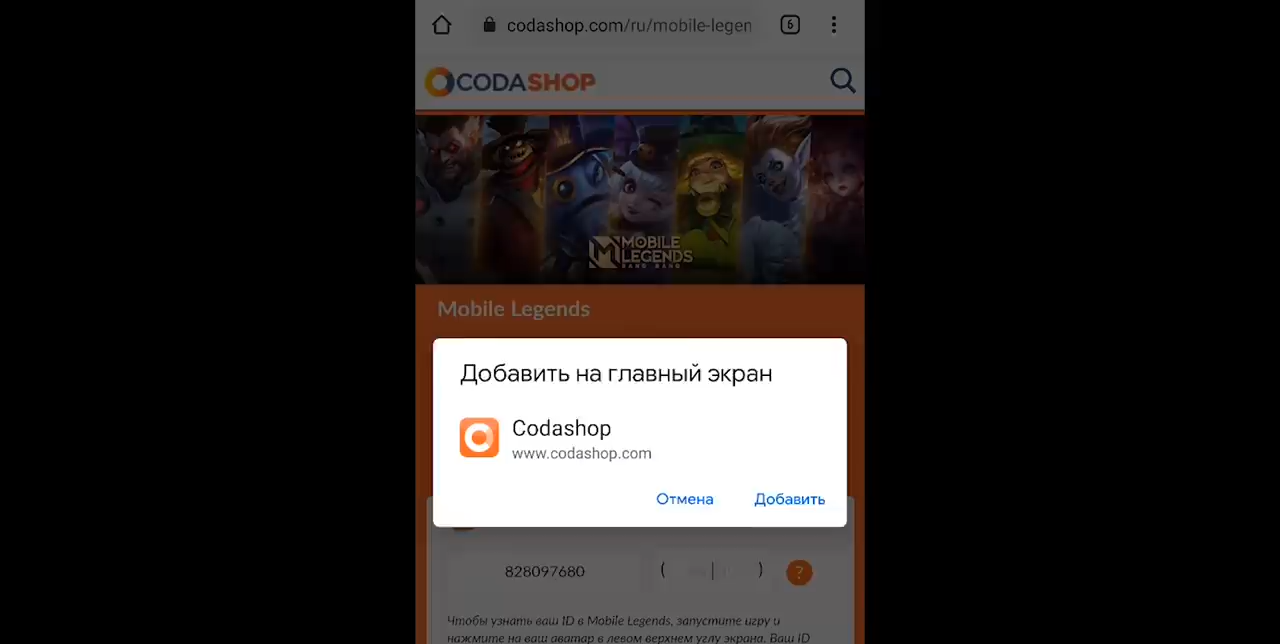 codashop.com/ru/mobile-legen
6
CODASHOP
MOBILE
LEGENDS
BANG BANG
Mobile Legends
Добавить на главный экран
Codashop
www.codashop.com
Отмена
Добавить
828097680
( )
?
Чтобы узнать ваш ID в Mobile Legends, запустите игру и
нажмите на ваш аватар в левом верхнем углу экрана. Ваш ID